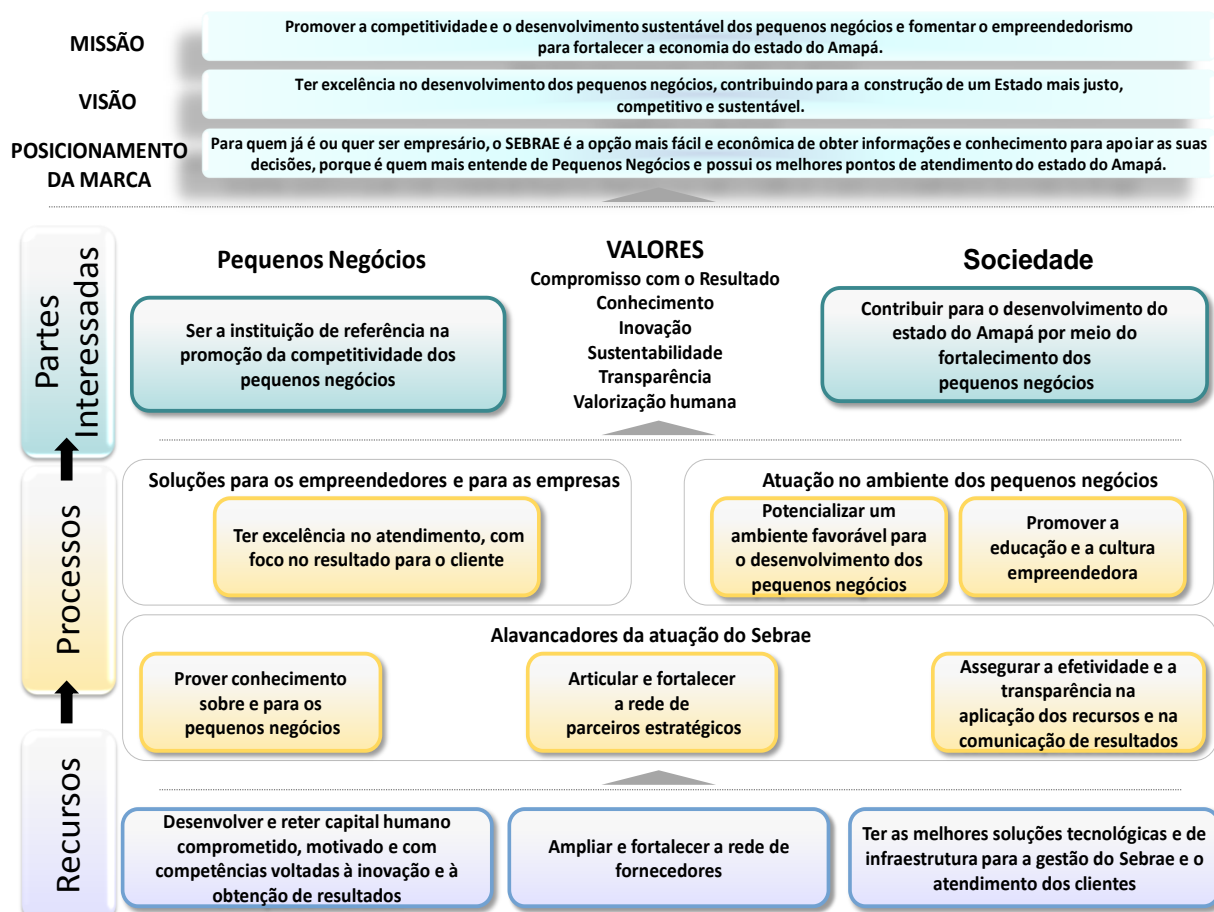 MISSÃO
Promover a competitividade e o desenvolvimento sustentável dos pequenos negócios e fomentar o empreendedorismo
para fortalecer a economia do estado do Amapá.
VISÃO
Ter excelência no desenvolvimento dos pequenos negócios, contribuindo para a construção de um Estado mais justo,
competitivo e sustentável.
POSICIONAMENTO
DA MARCA
Para quem já é ou quer ser empresário, o SEBRAE é a opção mais fácil e econômica de obter informações e conhecimento para apoiar as suas
decisões, porque é quem mais entende de Pequenos Negócios e possui os melhores pontos de atendimento do estado do Amapá.
Partes
Interessadas
Pequenos Negócios
Ser a instituição de referência na
promoção da competitividade dos
pequenos negócios
VALORES
Compromisso com o Resultado
Conhecimento
Inovação
Sustentabilidade
Transparência
Valorização humana
Sociedade
Contribuir para o desenvolvimento do
estado do Amapá por meio do
fortalecimento dos
pequenos negócios
Processos
Soluções para os empreendedores e para as empresas
Ter excelência no atendimento, com
foco no resultado para o cliente
Atuação no ambiente dos pequenos negócios
Potencializar um
ambiente favorável para
o desenvolvimento dos
pequenos negócios
Promover a
educação e a cultura
empreendedora
Alavancadores da atuação do Sebrae
Prover conhecimento
sobre e para os
pequenos negócios
Articular e fortalecer
a rede de
parceiros estratégicos
Assegurar a efetividade e a
transparência na
aplicação dos recursos e na
comunicação de resultados
Recursos
Desenvolver e reter capital humano
comprometido, motivado e com
competências voltadas à inovação e à
obtenção de resultados
Ampliar e fortalecer a rede de
fornecedores
Ter as melhores soluções tecnológicas e de
infraestrutura para a gestão do Sebrae e o
atendimento dos clientes